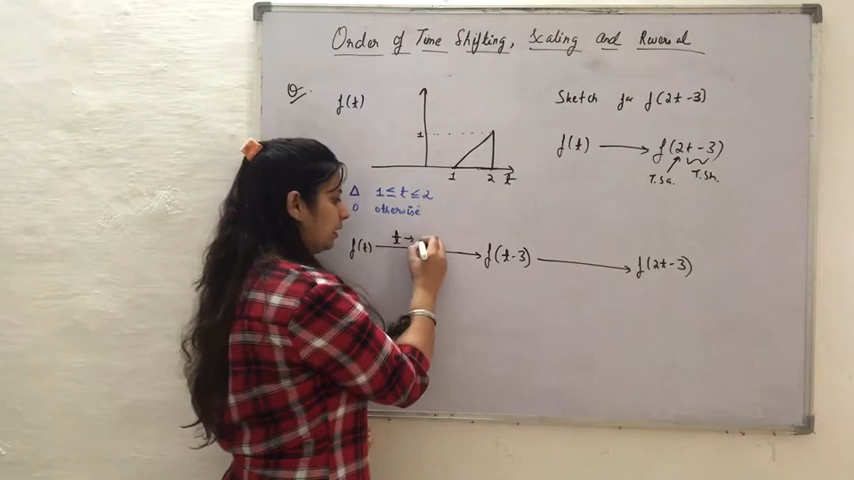 Order of Time Shifting, Scaling and Reversal
Q.
f(t)
1
1 2 t
Sketch for f(2t-3)
f(t) → f(2t-3)
T.Sa. T.Sh.
Δ 1≤t≤2
0 otherwise
t →
f(t) → f(t-3) → f(2t-3)